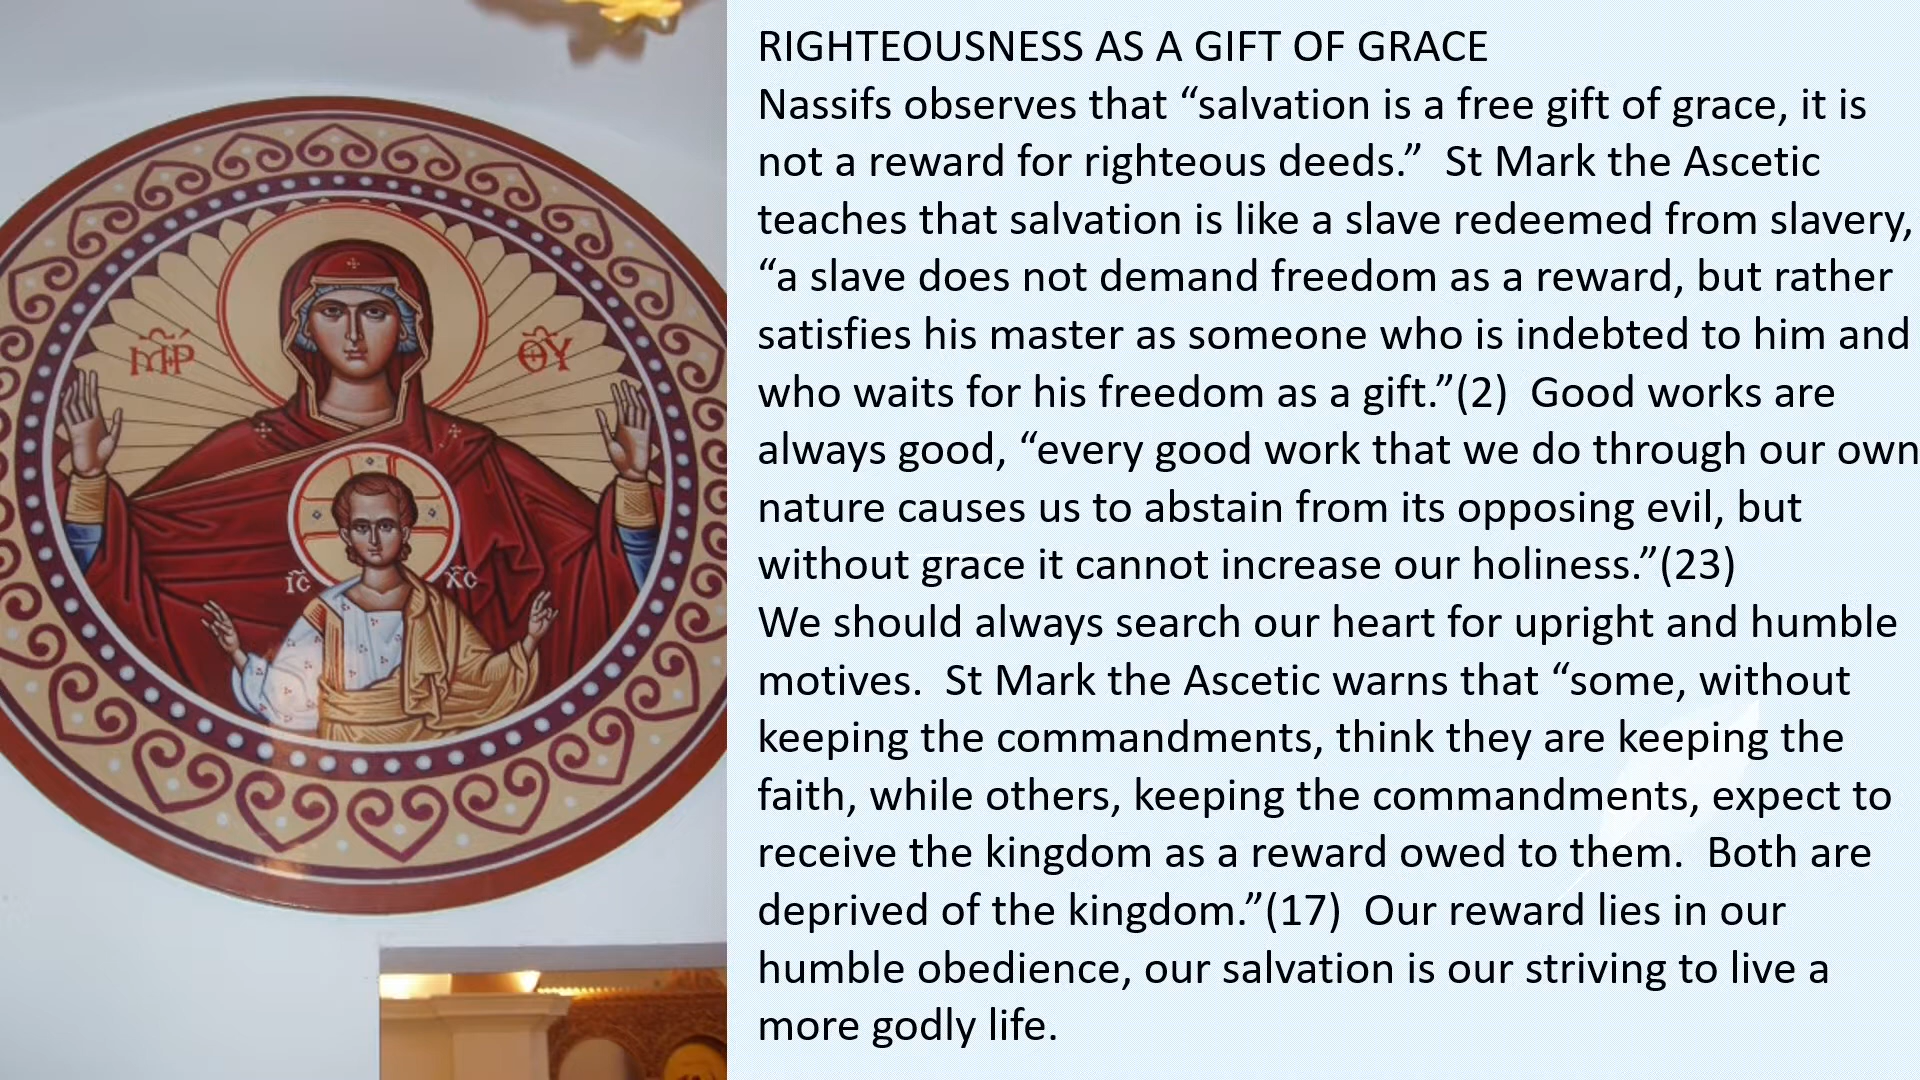 ΜΡ ΘΥ
ΙC ΧC
RIGHTEOUSNESS AS A GIFT OF GRACE
Nassifs observes that “salvation is a free gift of grace, it is
not a reward for righteous deeds.”  St Mark the Ascetic
teaches that salvation is like a slave redeemed from slavery,
“a slave does not demand freedom as a reward, but rather
satisfies his master as someone who is indebted to him and
who waits for his freedom as a gift.”(2)  Good works are
always good, “every good work that we do through our own
nature causes us to abstain from its opposing evil, but
without grace it cannot increase our holiness.”(23)
We should always search our heart for upright and humble
motives.  St Mark the Ascetic warns that “some, without
keeping the commandments, think they are keeping the
faith, while others, keeping the commandments, expect to
receive the kingdom as a reward owed to them.  Both are
deprived of the kingdom.”(17)  Our reward lies in our
humble obedience, our salvation is our striving to live a
more godly life.